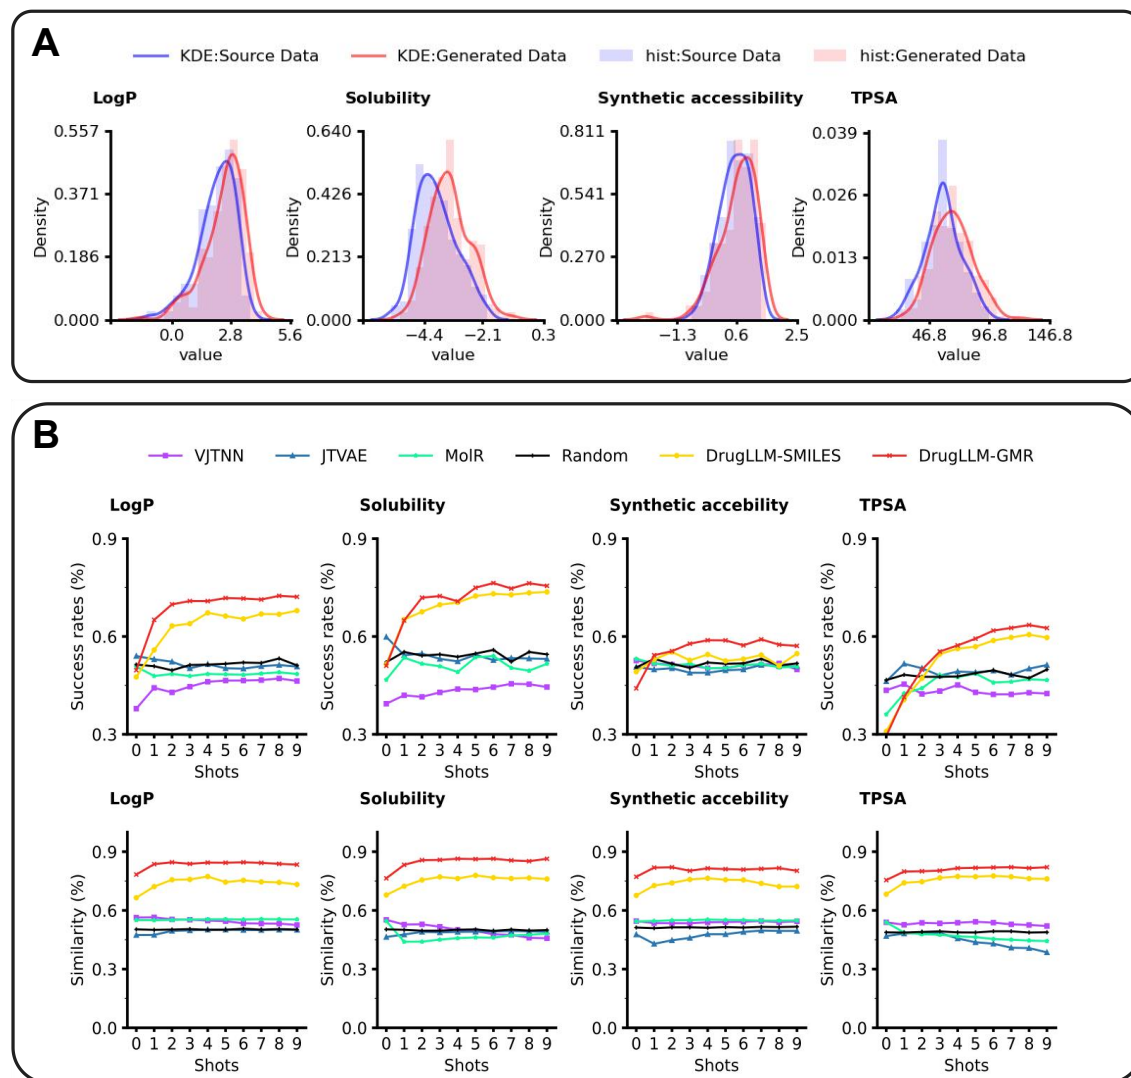 A
KDE:Source Data KDE:Generated Data hist:Source Data hist:Generated Data
LogP Solubility Synthetic accessibility TPSA
0.557 0.640 0.811 0.039
0.371 0.426 0.541 0.026
0.186 0.213 0.270 0.013
0.000 0.000 0.000 0.000
Density Density Density Density
0.0 2.8 5.6 −4.4 −2.1 0.3 −1.3 0.6 2.5 46.8 96.8 146.8
value value value value
B
VJTNN JTVAE MolR Random DrugLLM-SMILES DrugLLM-GMR
LogP Solubility Synthetic accebility TPSA
0.9 0.9 0.9 0.9
0.6 0.6 0.6 0.6
0.3 0.3 0.3 0.3
Success rates (%) Success rates (%) Success rates (%) Success rates (%)
0 1 2 3 4 5 6 7 8 9 0 1 2 3 4 5 6 7 8 9 0 1 2 3 4 5 6 7 8 9 0 1 2 3 4 5 6 7 8 9
Shots Shots Shots Shots
LogP Solubility Synthetic accebility TPSA
0.9 0.9 0.9 0.9
0.6 0.6 0.6 0.6
0.3 0.3 0.3 0.3
0.0 0.0 0.0 0.0
Similarity (%) Similarity (%) Similarity (%) Similarity (%)
0 1 2 3 4 5 6 7 8 9 0 1 2 3 4 5 6 7 8 9 0 1 2 3 4 5 6 7 8 9 0 1 2 3 4 5 6 7 8 9
Shots Shots Shots Shots